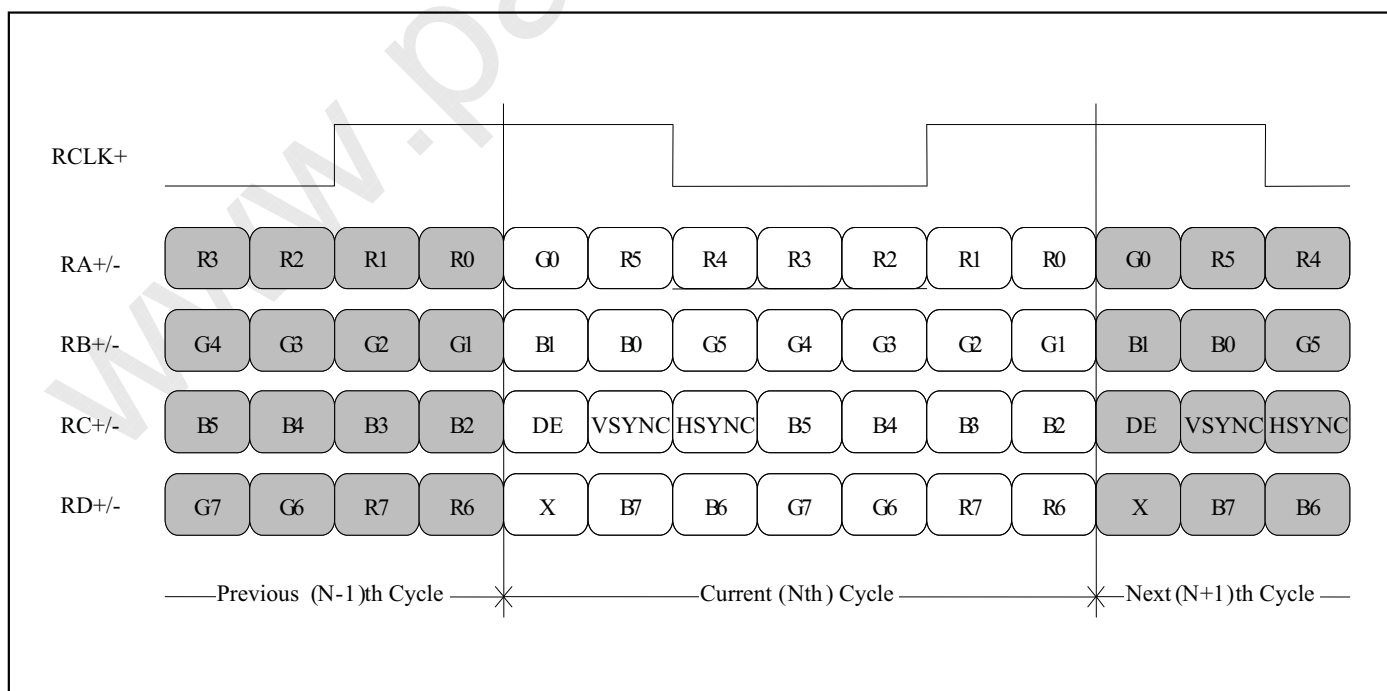 www.pa
RCLK+
RA+/- R3 R2 R1 R0 G0 R5 R4 R3 R2 R1 R0 G0 R5 R4
RB+/- G4 G3 G2 G1 B1 B0 G5 G4 G3 G2 G1 B1 B0 G5
RC+/- B5 B4 B3 B2 DE VSYNC HSYNC B5 B4 B3 B2 DE VSYNC HSYNC
RD+/- G7 G6 R7 R6 X B7 B6 G7 G6 R7 R6 X B7 B6
Previous (N-1)th Cycle Current (Nth) Cycle Next (N+1)th Cycle